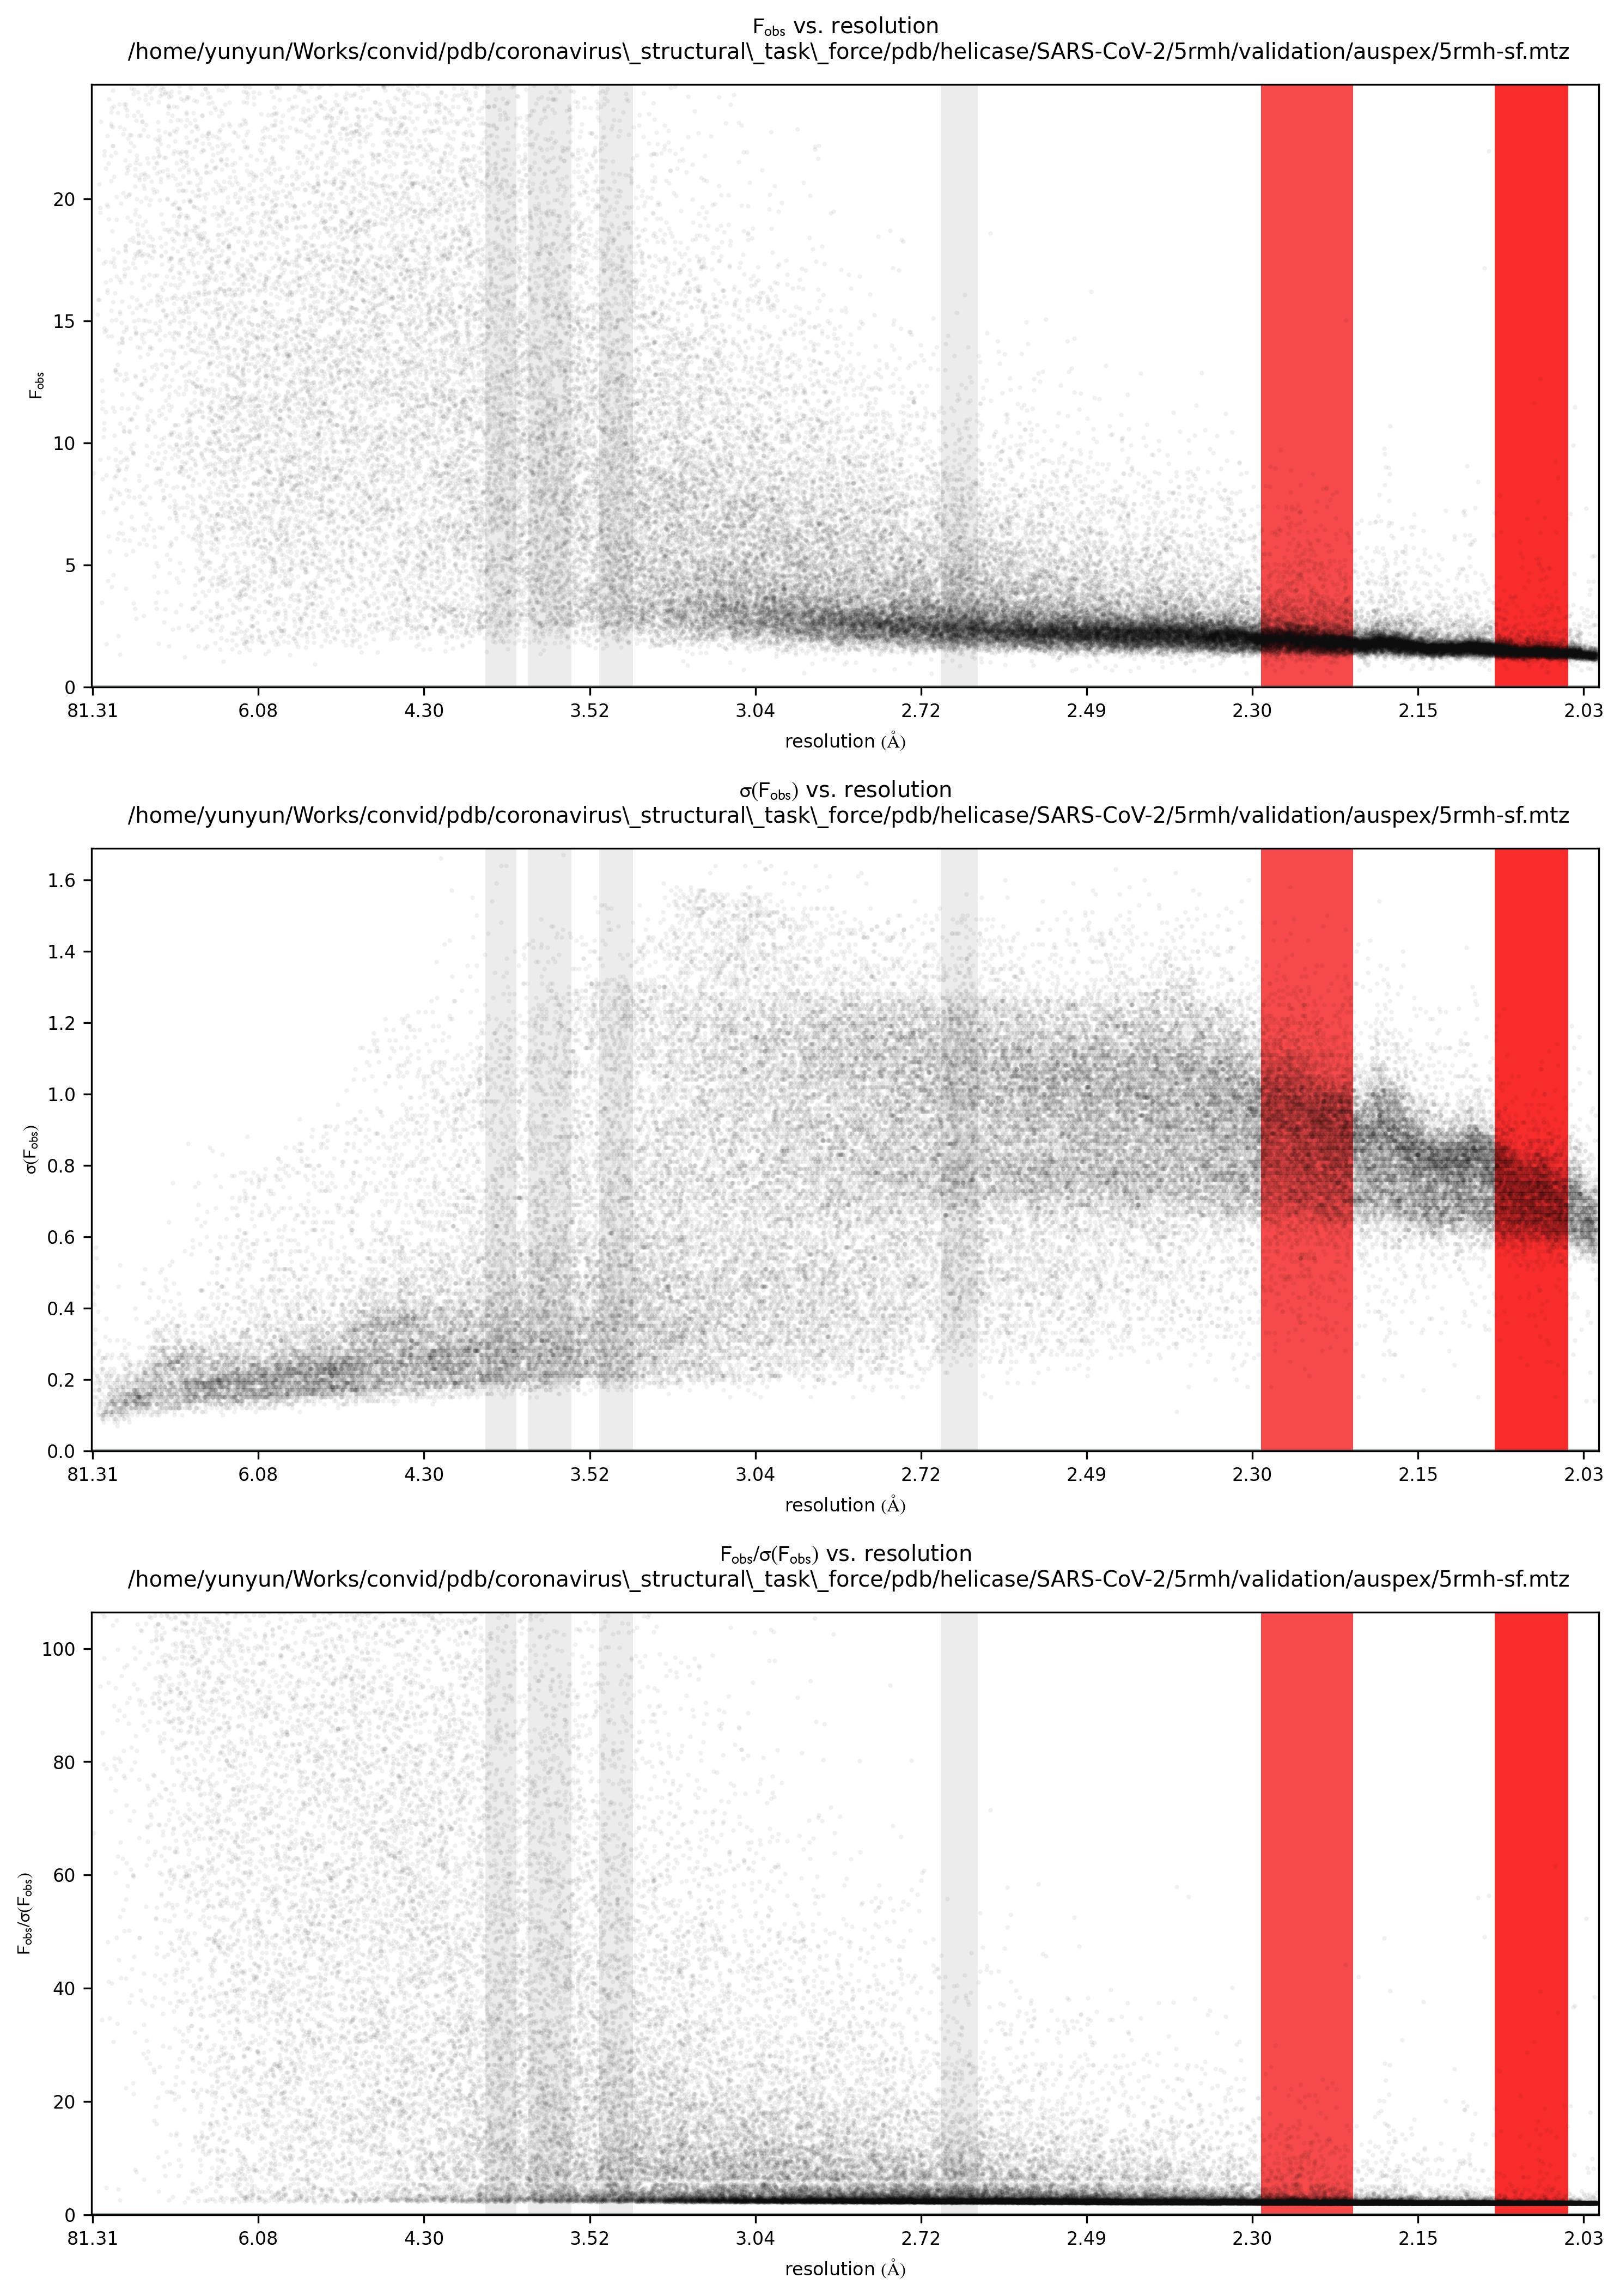 Fobs vs. resolution
/home/yunyun/Works/convid/pdb/coronavirus\_structural\_task\_force/pdb/helicase/SARS-CoV-2/5rmh/validation/auspex/5rmh-sf.mtz
20
15
10
5
0
Fobs
81.31 6.08 4.30 3.52 3.04 2.72 2.49 2.30 2.15 2.03
resolution (Å)
σ(Fobs) vs. resolution
/home/yunyun/Works/convid/pdb/coronavirus\_structural\_task\_force/pdb/helicase/SARS-CoV-2/5rmh/validation/auspex/5rmh-sf.mtz
1.6
1.4
1.2
1.0
0.8
0.6
0.4
0.2
0.0
σ(Fobs)
81.31 6.08 4.30 3.52 3.04 2.72 2.49 2.30 2.15 2.03
resolution (Å)
Fobs/σ(Fobs) vs. resolution
/home/yunyun/Works/convid/pdb/coronavirus\_structural\_task\_force/pdb/helicase/SARS-CoV-2/5rmh/validation/auspex/5rmh-sf.mtz
100
80
60
40
20
0
Fobs/σ(Fobs)
81.31 6.08 4.30 3.52 3.04 2.72 2.49 2.30 2.15 2.03
resolution (Å)